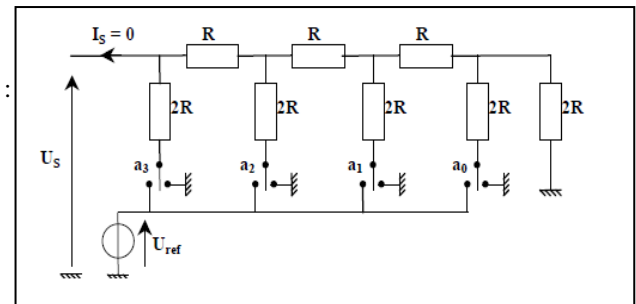 I_S = 0 R R R
:
2R 2R 2R 2R 2R
U_S a_3 a_2 a_1 a_0
U_ref